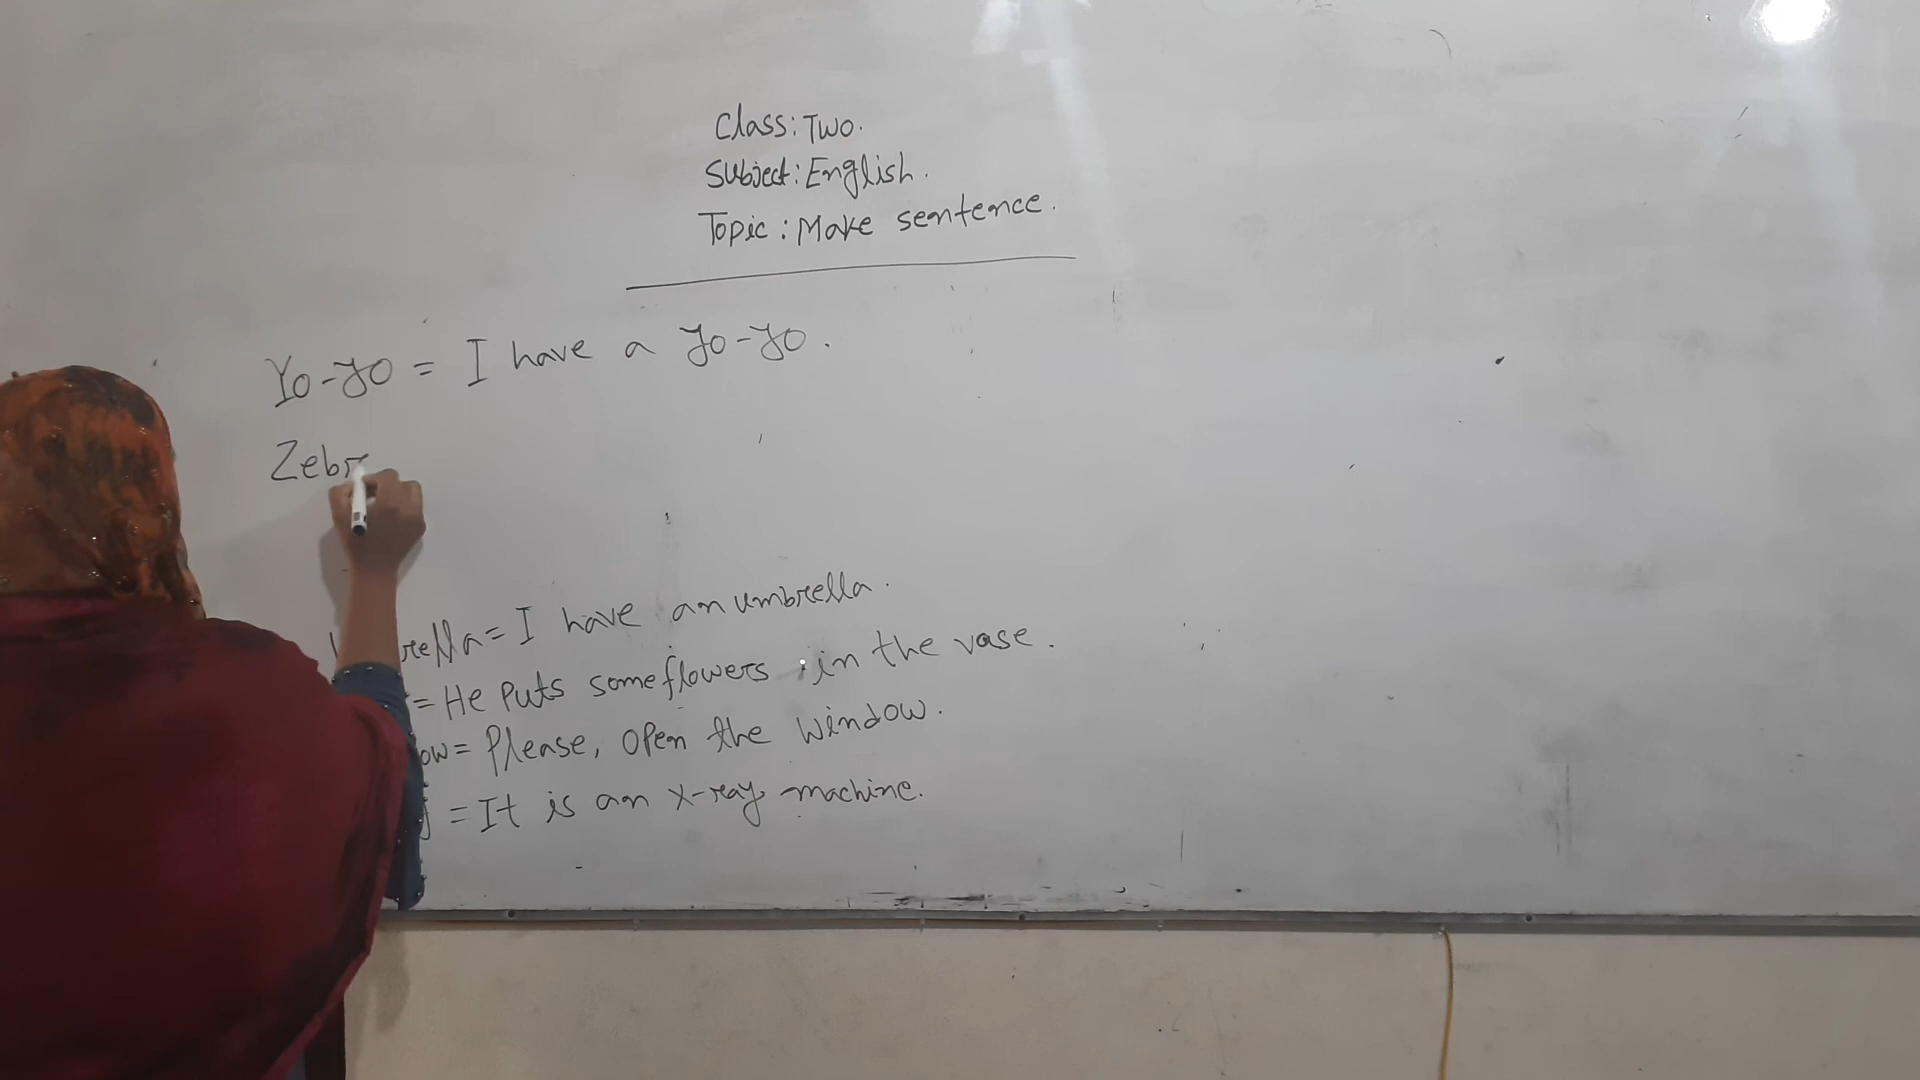 Class: Two.
Subject: English.
Topic: Make sentence.
Yo-yo = I have a yo-yo.
Zebr
rella = I have an umbrella.
= He puts some flowers in the vase.
ow = Please, open the window.
= It is an x-ray machine.